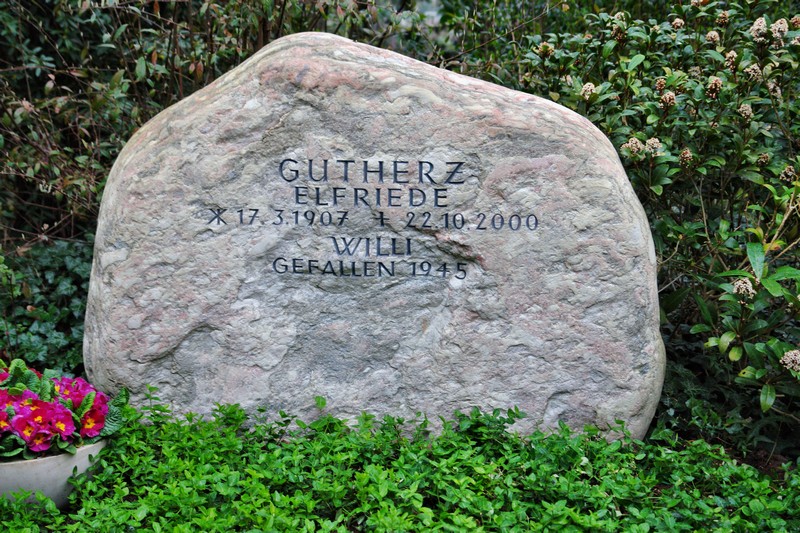 GUTHERZ
ELFRIEDE
* 17.3.1907 + 22.10.2000
WILLI
GEFALLEN 1945